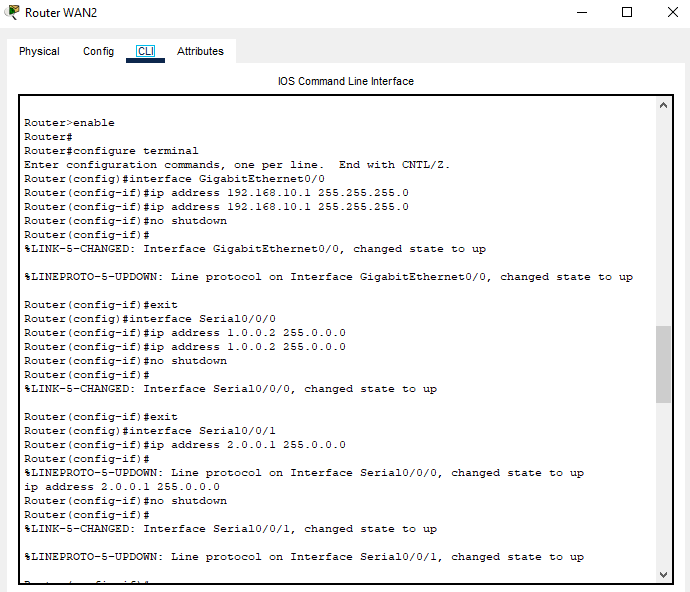 Router WAN2
Physical Config CLI Attributes
IOS Command Line Interface
Router>enable
Router#
Router#configure terminal
Enter configuration commands, one per line.  End with CNTL/Z.
Router(config)#interface GigabitEthernet0/0
Router(config-if)#ip address 192.168.10.1 255.255.255.0
Router(config-if)#ip address 192.168.10.1 255.255.255.0
Router(config-if)#no shutdown
Router(config-if)#
%LINK-5-CHANGED: Interface GigabitEthernet0/0, changed state to up
%LINEPROTO-5-UPDOWN: Line protocol on Interface GigabitEthernet0/0, changed state to up
Router(config-if)#exit
Router(config)#interface Serial0/0/0
Router(config-if)#ip address 1.0.0.2 255.0.0.0
Router(config-if)#ip address 1.0.0.2 255.0.0.0
Router(config-if)#no shutdown
Router(config-if)#
%LINK-5-CHANGED: Interface Serial0/0/0, changed state to up
Router(config-if)#exit
Router(config)#interface Serial0/0/1
Router(config-if)#ip address 2.0.0.1 255.0.0.0
Router(config-if)#
%LINEPROTO-5-UPDOWN: Line protocol on Interface Serial0/0/0, changed state to up
ip address 2.0.0.1 255.0.0.0
Router(config-if)#no shutdown
Router(config-if)#
%LINK-5-CHANGED: Interface Serial0/0/1, changed state to up
%LINEPROTO-5-UPDOWN: Line protocol on Interface Serial0/0/1, changed state to up